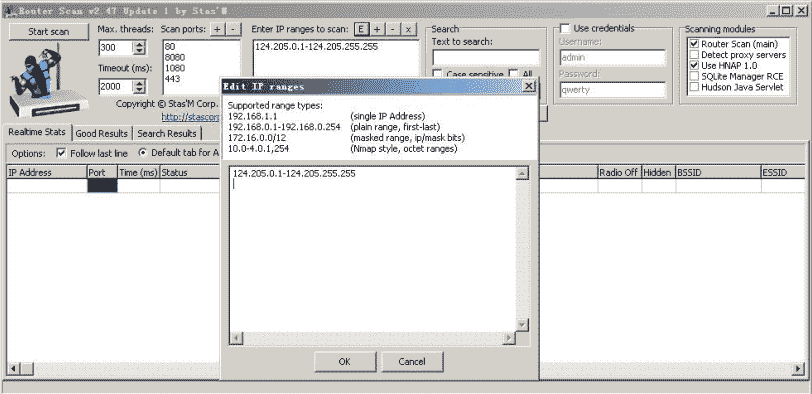 Router Scan v2.47 Update 1 by Stas'M
Start scan
Max. threads:
300
Timeout (ms):
2000
Scan ports:
+
-
80
8080
1080
443
Enter IP ranges to scan:
E
+
-
x
124.205.0.1-124.205.255.255
Search
Text to search:
Case sensitive
All
Use credentials
Username:
admin
Password:
qwerty
Scanning modules
Router Scan (main)
Detect proxy servers
Use HNAP 1.0
SQLite Manager RCE
Hudson Java Servlet
Copyright © Stas'M Corp.
http://stascorp
Realtime Stats
Good Results
Search Results
Options:
Follow last line
Default tab for A
IP Address
Port
Time (ms)
Status
Radio Off
Hidden
BSSID
ESSID
Edit IP ranges
Supported range types:
192.168.1.1 (single IP Address)
192.168.0.1-192.168.0.254 (plain range, first-last)
172.16.0.0/12 (masked range, ip/mask bits)
10.0-4.0.1,254 (Nmap style, octet ranges)
124.205.0.1-124.205.255.255
OK
Cancel